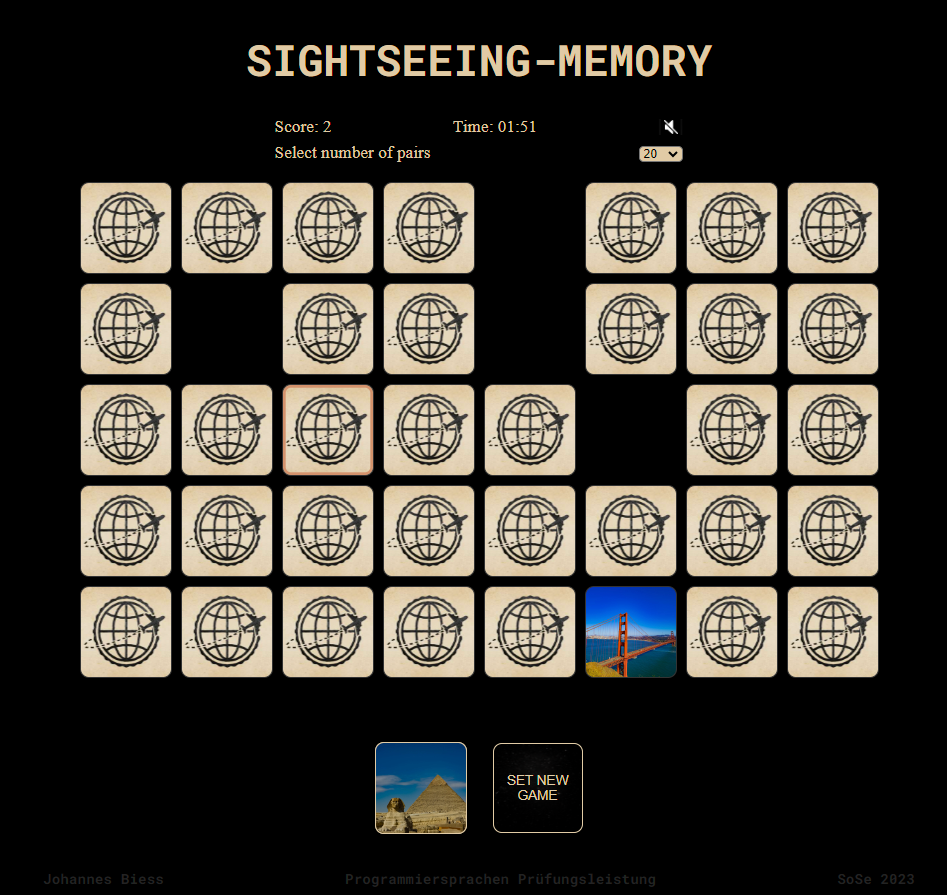 SIGHTSEEING-MEMORY
Score: 2 Time: 01:51
Select number of pairs 20
SET NEW
GAME
Johannes Biess Programmiersprachen Prüfungsleistung SoSe 2023